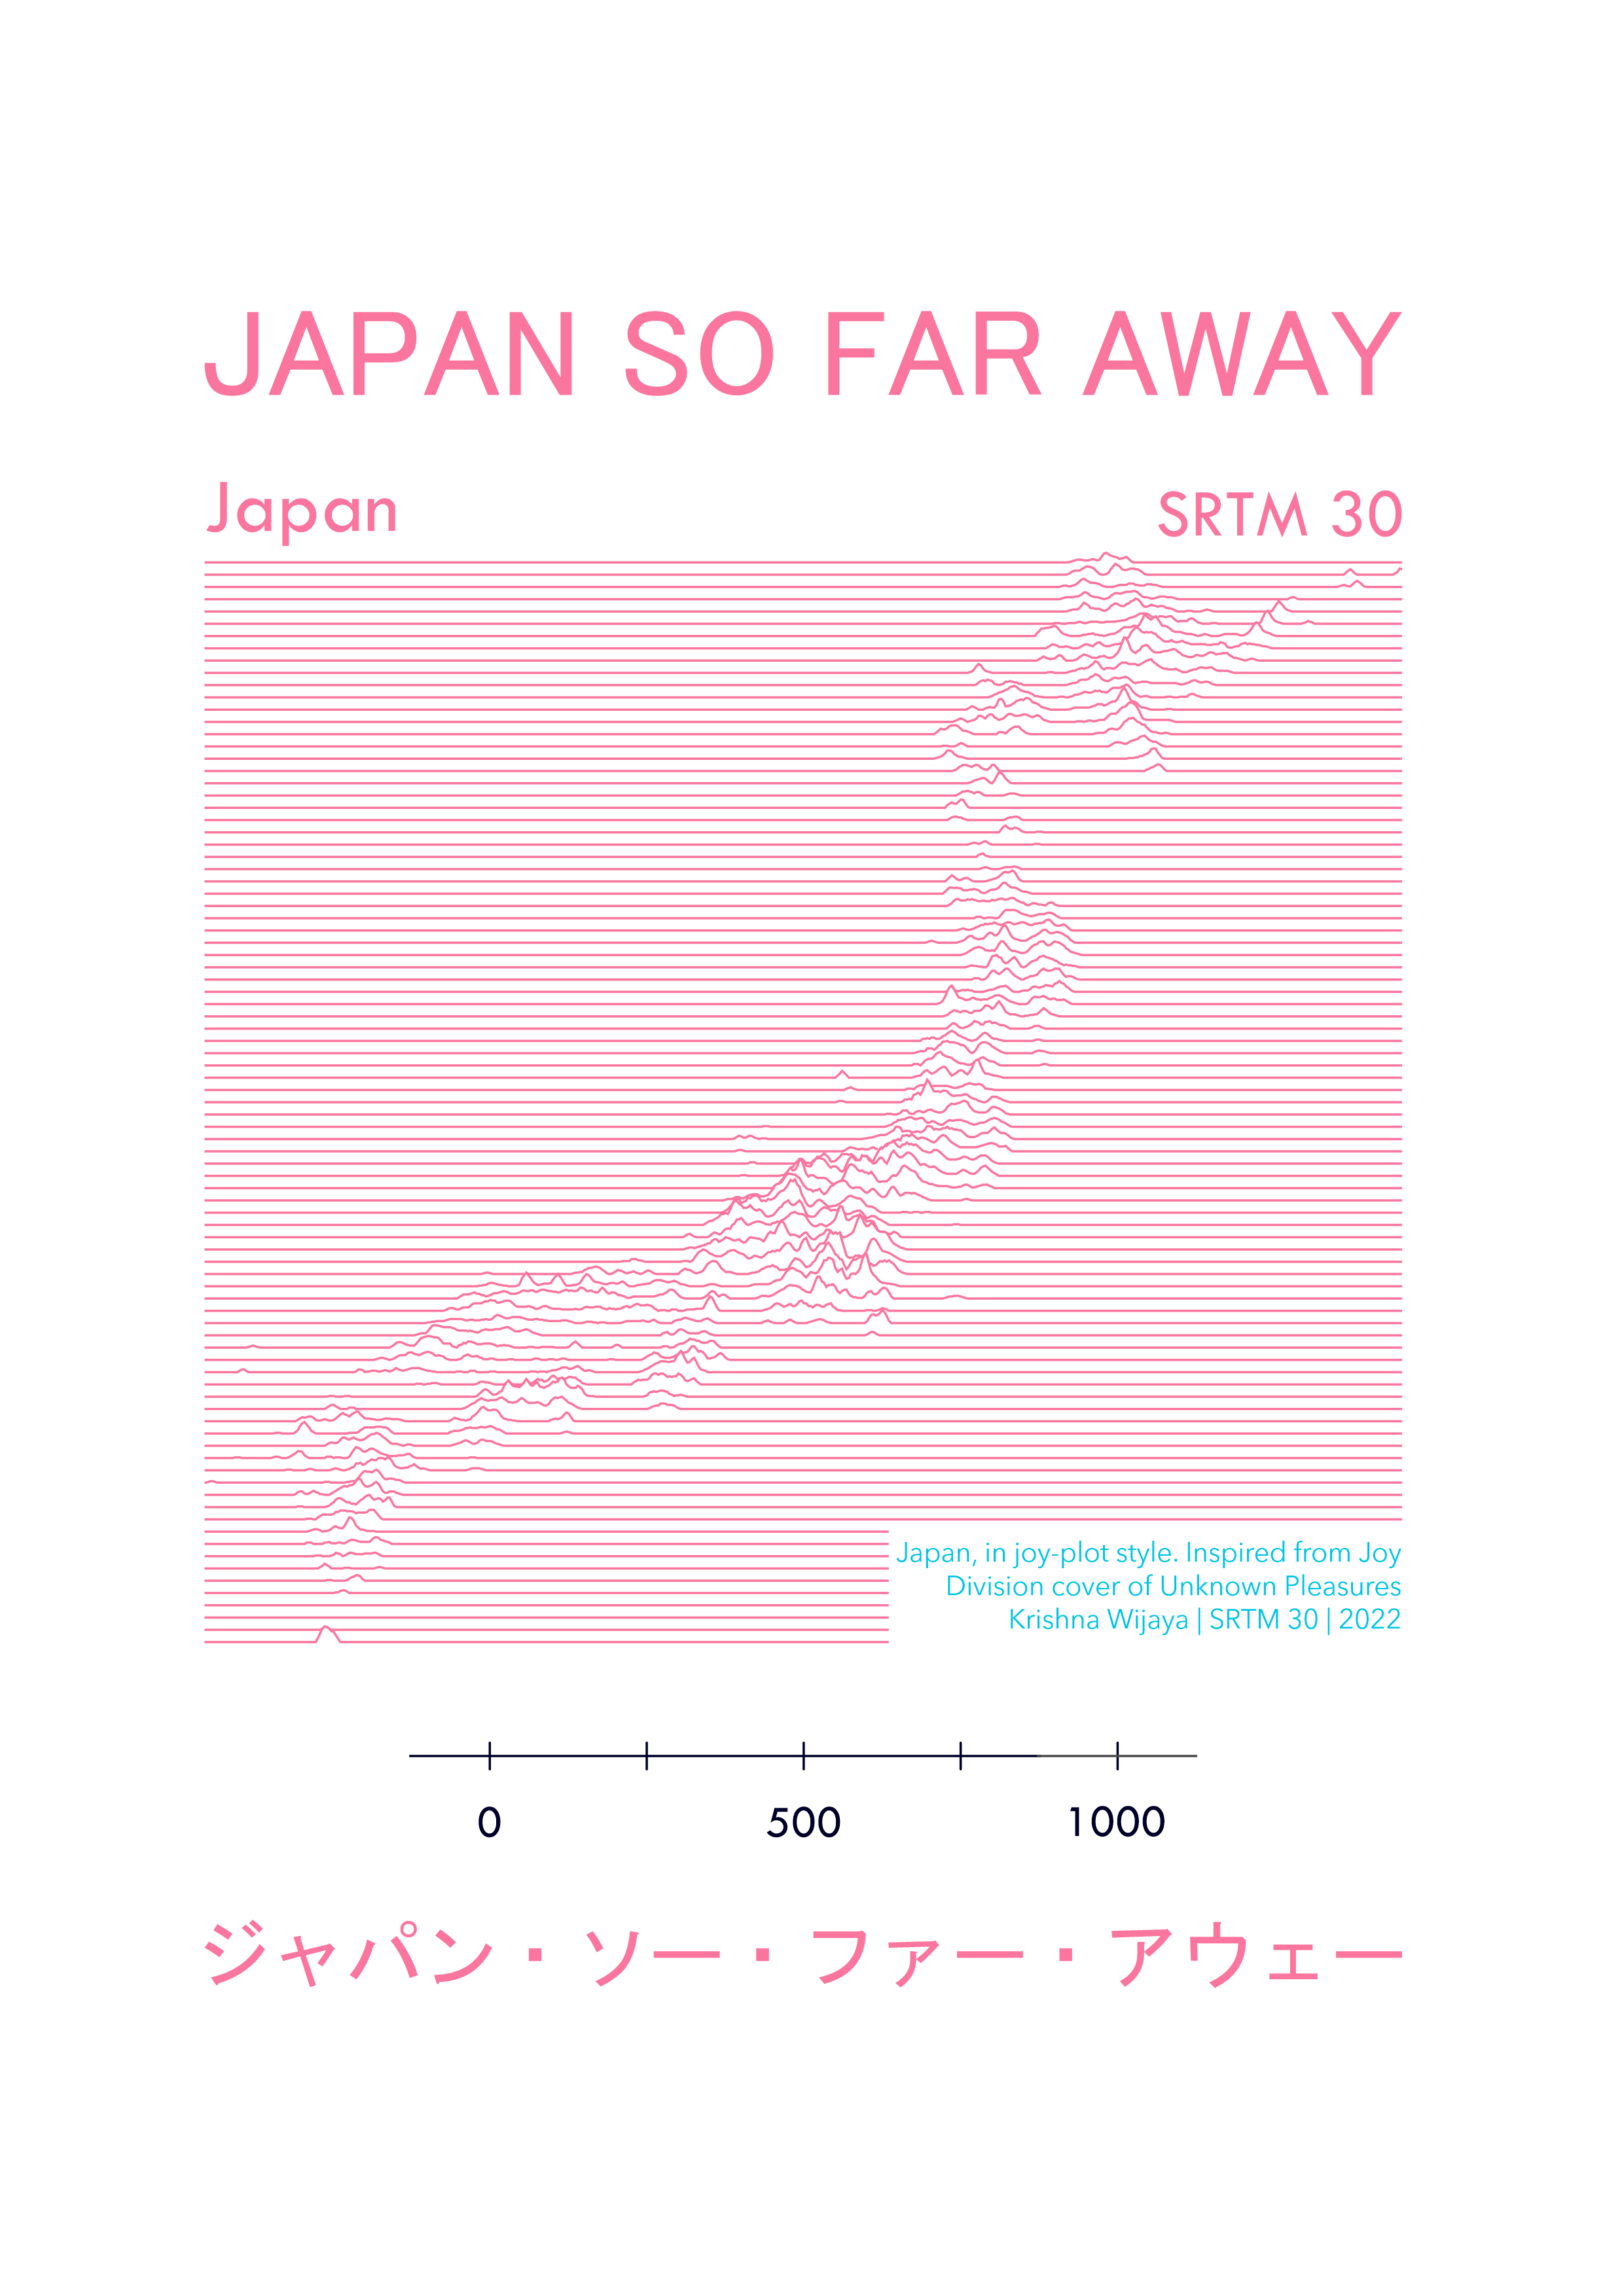 JAPAN SO FAR AWAY
Japan
SRTM 30
Japan, in joy-plot style. Inspired from Joy
Division cover of Unknown Pleasures
Krishna Wijaya | SRTM 30 | 2022
0 500 1000
ジャパン・ソー・ファー・アウェー